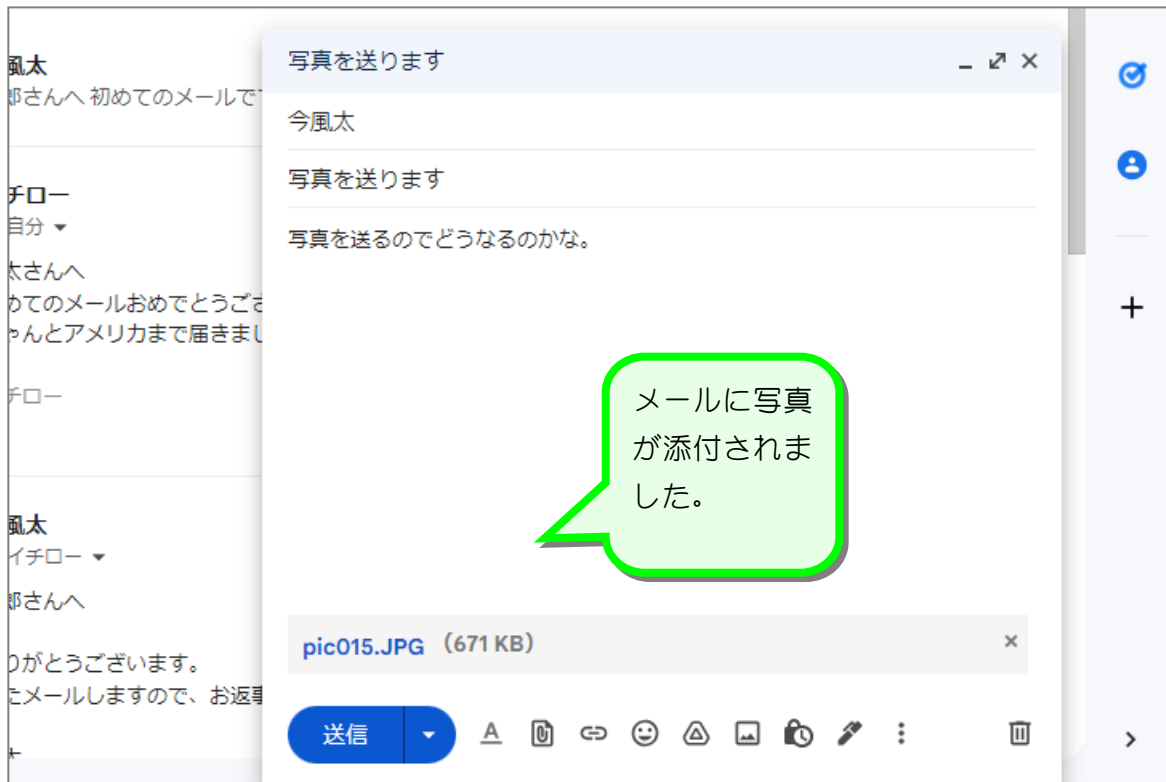 風太
郎さんへ 初めてのメールで
チロー
自分
太さんへ
めてのメールおめでとうござ
ゃんとアメリカまで届きまし
チロー
風太
イチロー
郎さんへ
りがとうございます。
たメールしますので、お返事
写真を送ります
今風太
写真を送ります
写真を送るのでどうなるのかな。
メールに写真
が添付されま
した。
pic015.JPG (671 KB)
送信